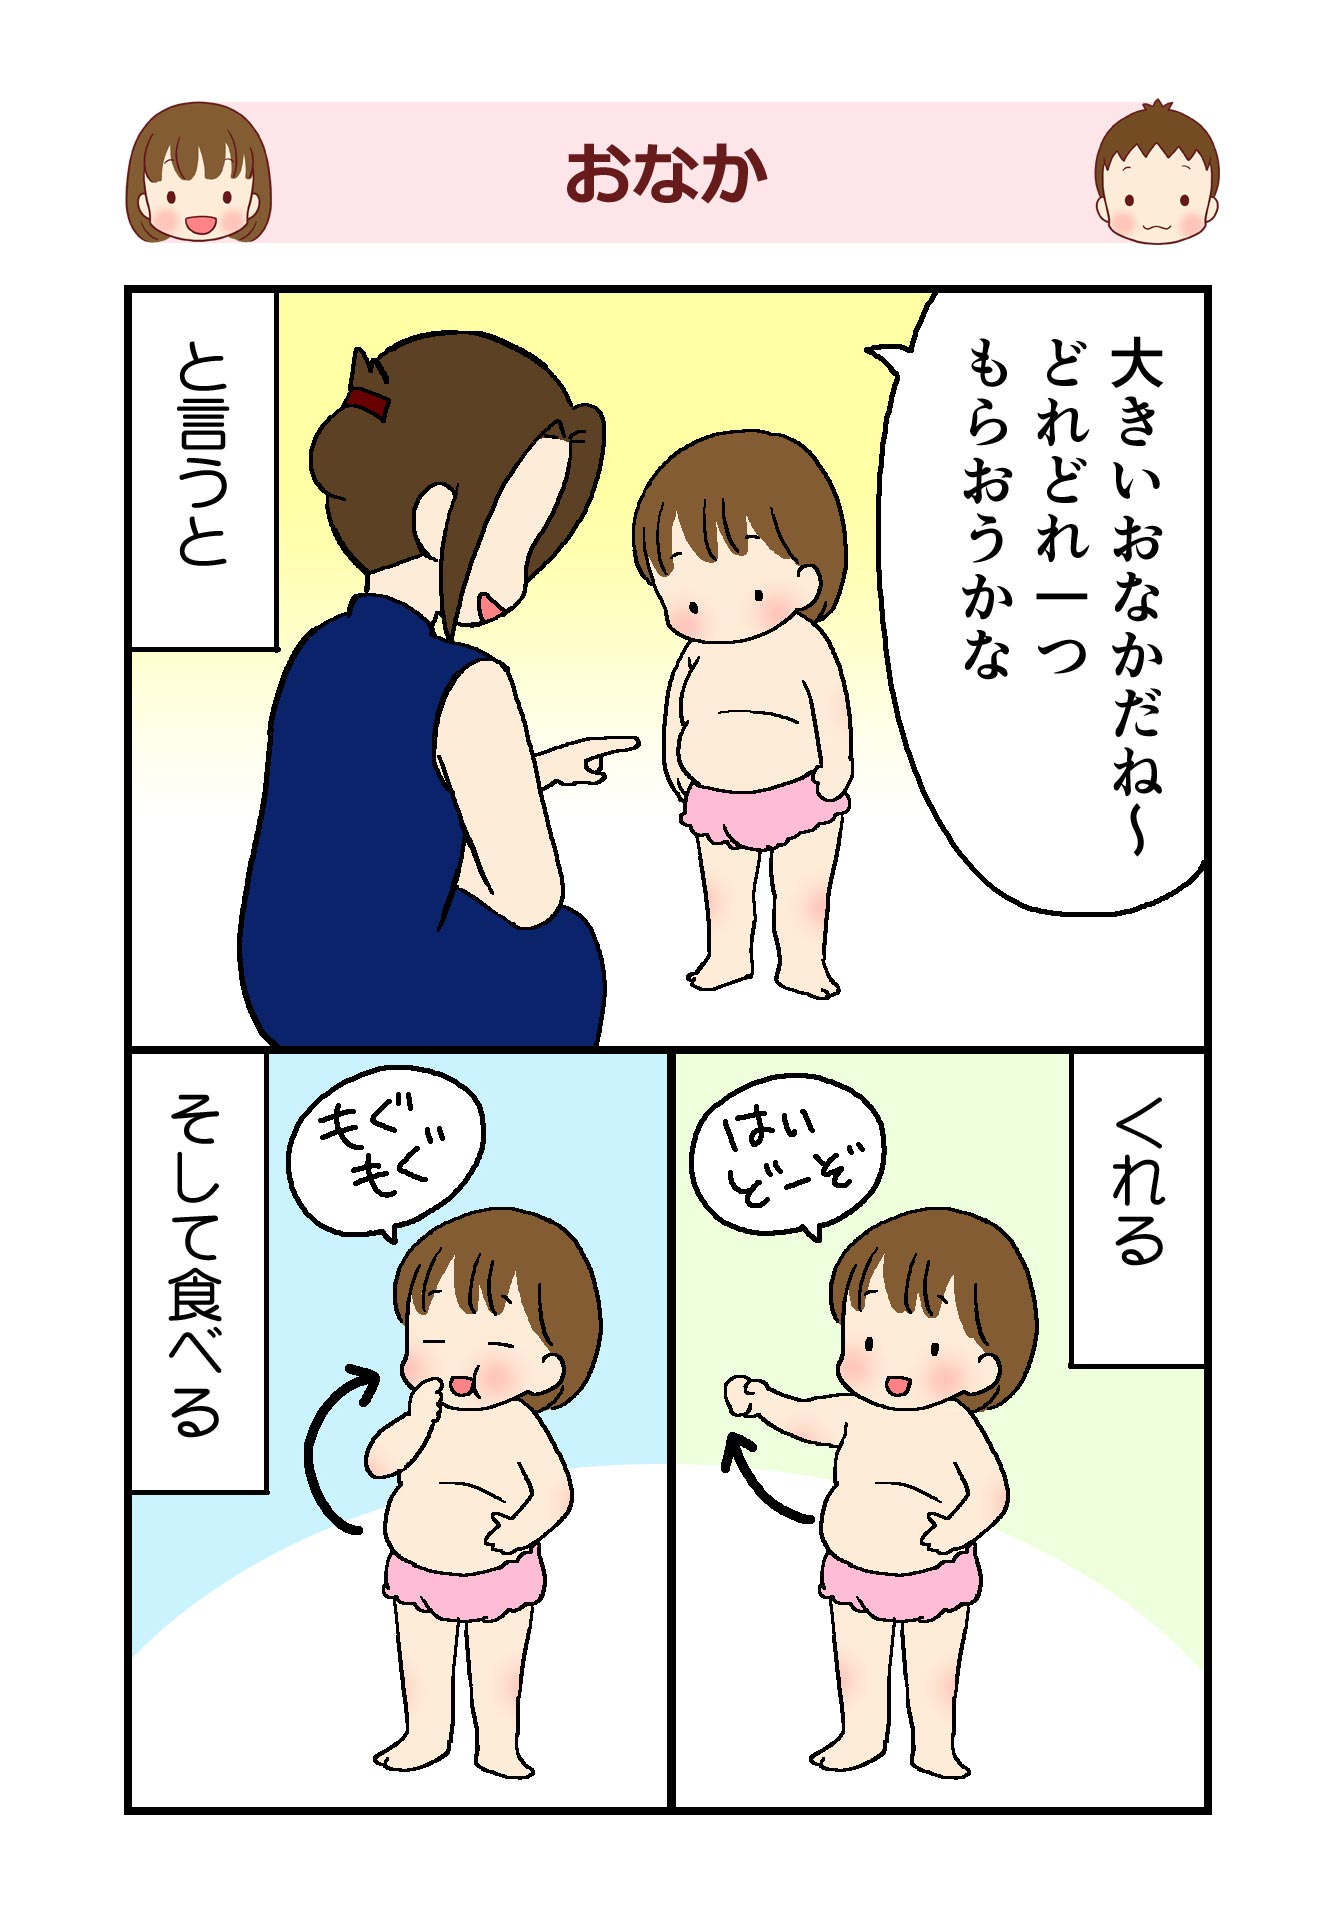 おなか
大きいおなかだね～
どれどれ一つ
もらおうかな
と言うと
くれる
はい
どーぞ
もぐ
もぐ
そして食べる